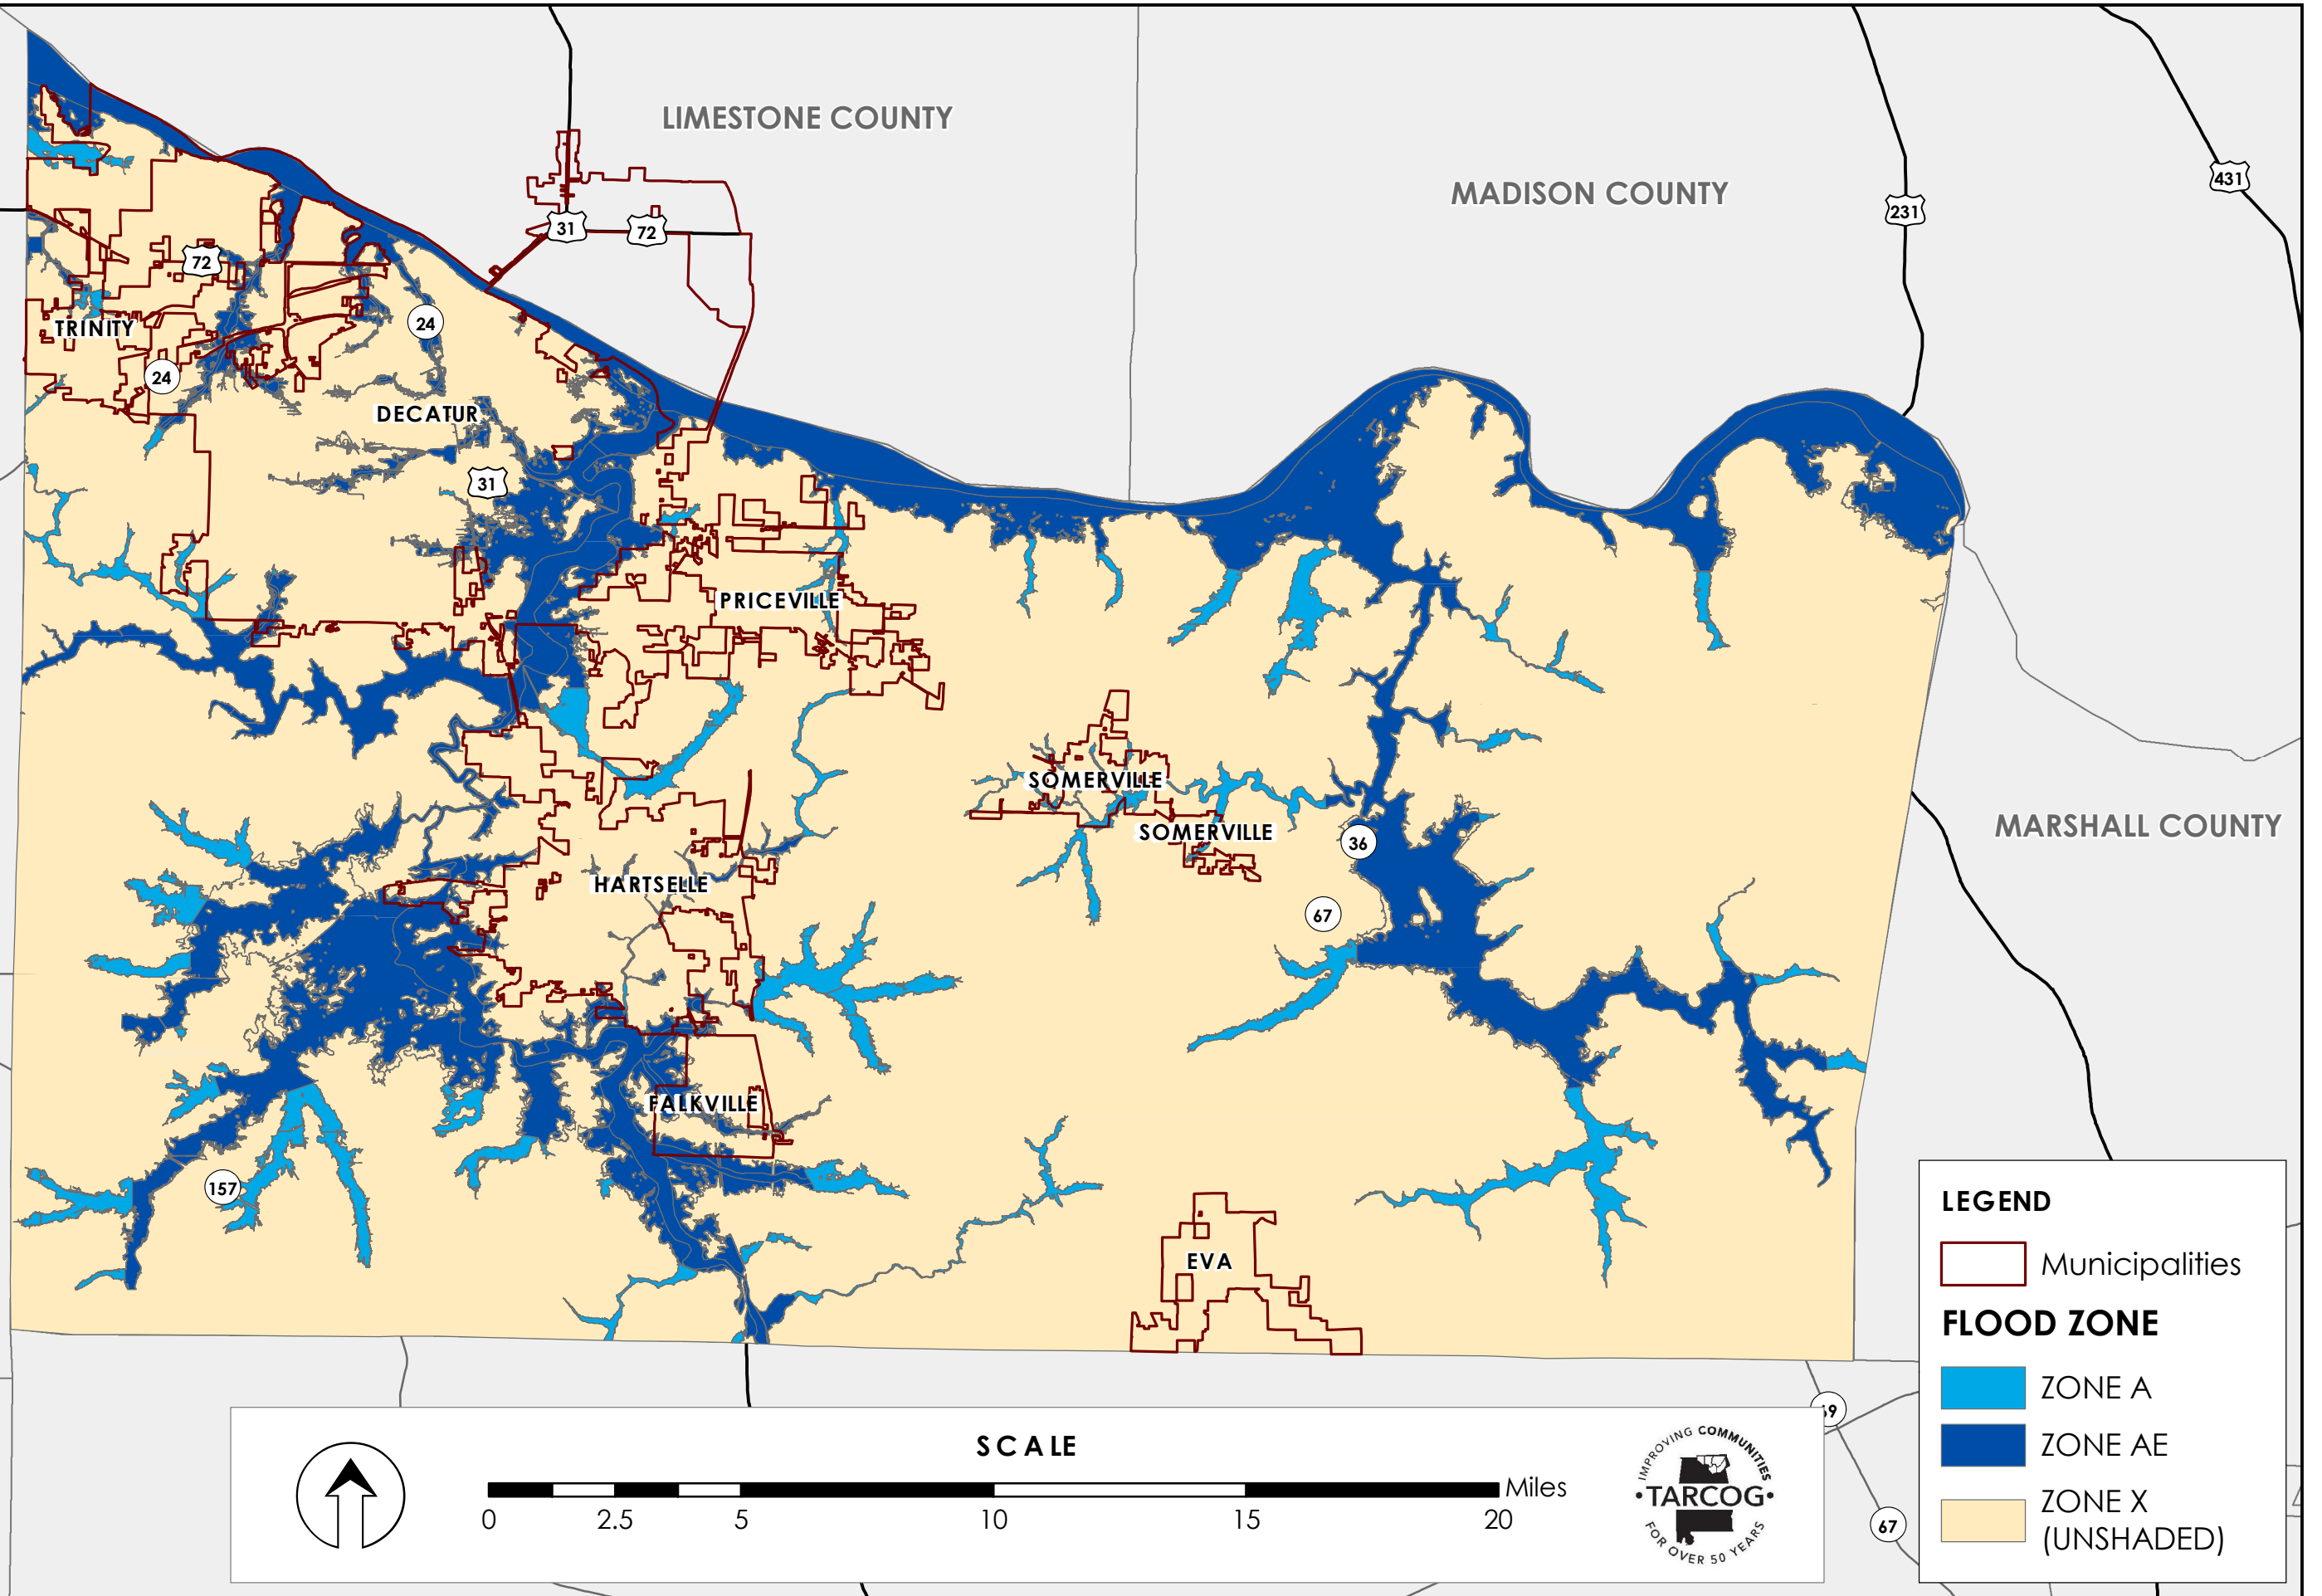 LIMESTONE COUNTY
MADISON COUNTY
431
231
31
72
72
TRINITY
24
24
DECATUR
31
PRICEVILLE
SOMERVILLE
SOMERVILLE
36
MARSHALL COUNTY
HARTSELLE
67
FALKVILLE
157
EVA
LEGEND
Municipalities
FLOOD ZONE
ZONE A
ZONE AE
ZONE X
(UNSHADED)
SCALE
Miles
0 2.5 5 10 15 20
IMPROVING COMMUNITIES
•TARCOG•
FOR OVER 50 YEARS
67